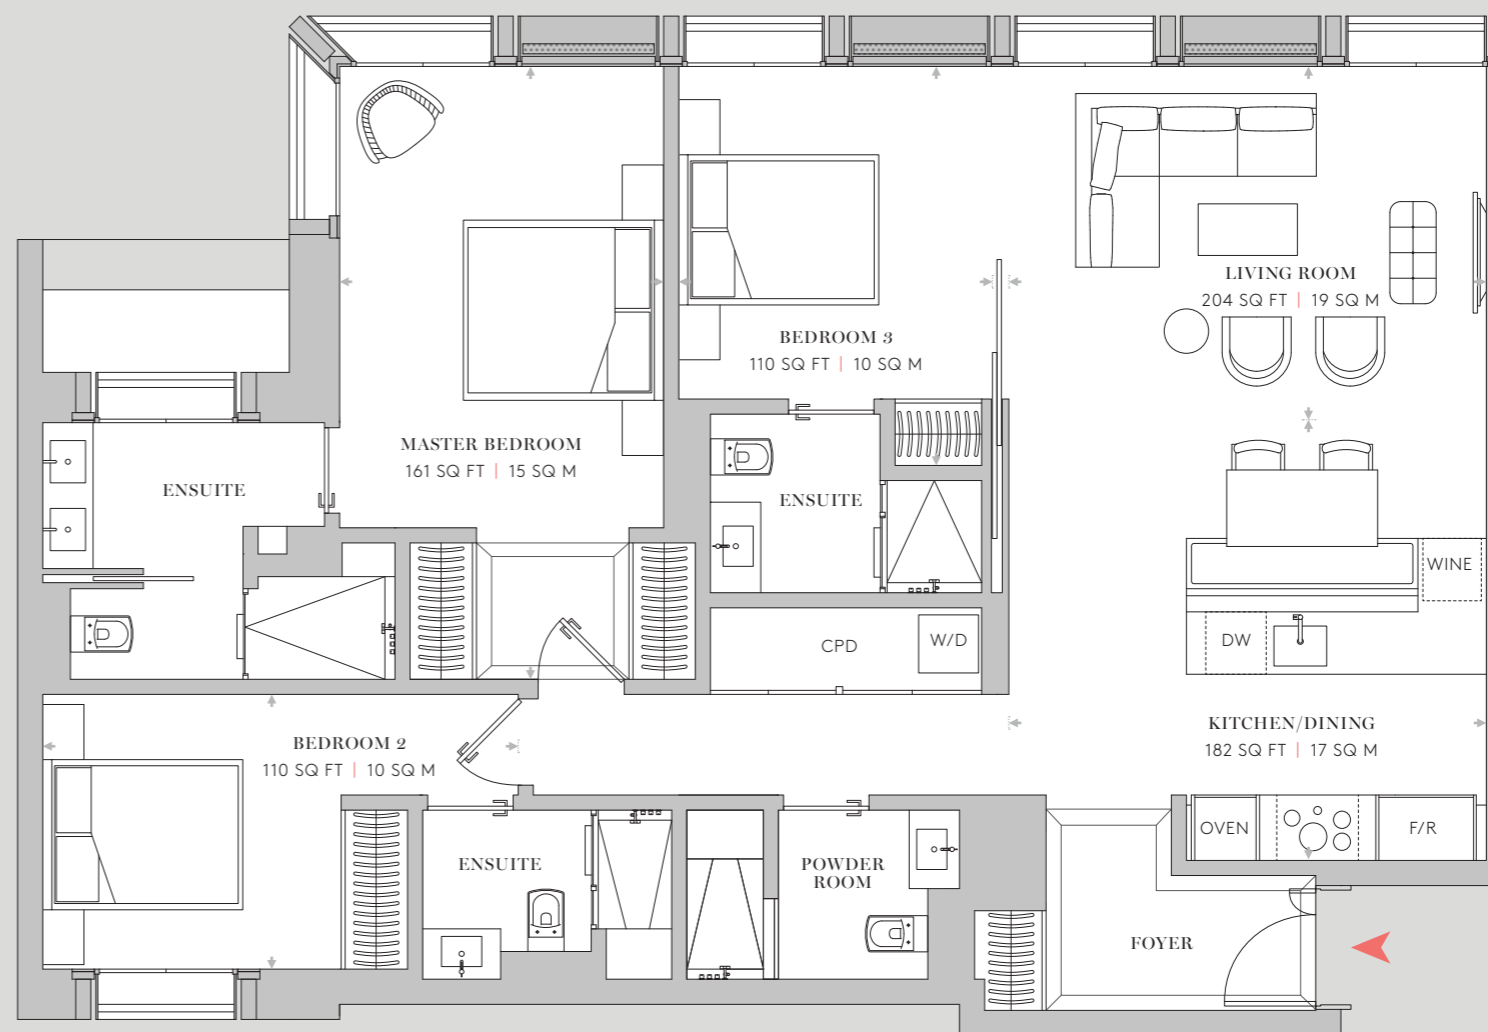 LIVING ROOM
204 SQ FT | 19 SQ M
BEDROOM 3
110 SQ FT | 10 SQ M
MASTER BEDROOM
161 SQ FT | 15 SQ M
ENSUITE
ENSUITE
WINE
DW
CPD
W/D
KITCHEN/DINING
182 SQ FT | 17 SQ M
BEDROOM 2
110 SQ FT | 10 SQ M
OVEN
F/R
ENSUITE
POWDER
ROOM
FOYER